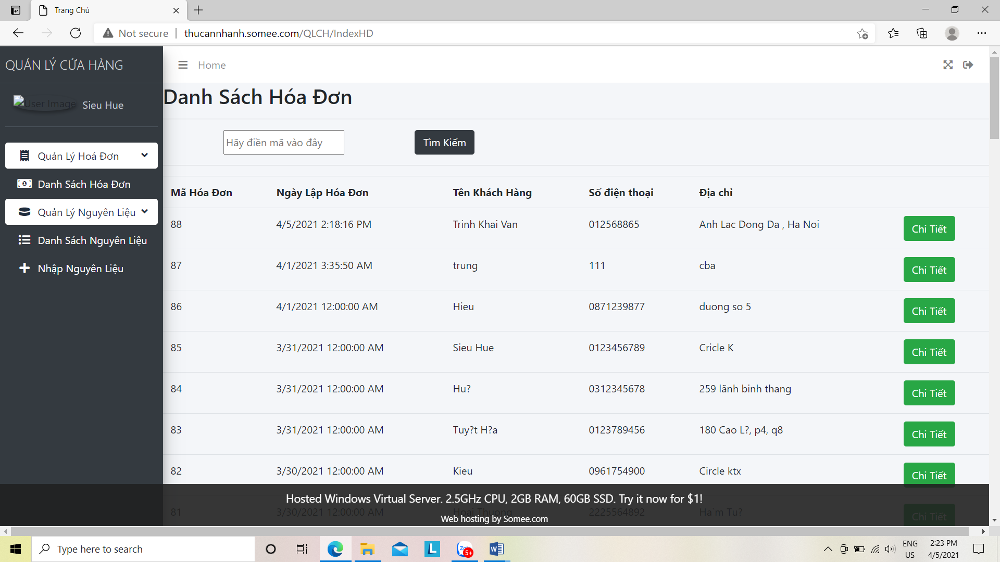 Trang Chủ
Not secure | thucannhanh.somee.com/QLCH/IndexHD
QUẢN LÝ CỬA HÀNG
Home
User Image Sieu Hue
Danh Sách Hóa Đơn
Hãy điền mã vào đây Tìm Kiếm
Quản Lý Hoá Đơn
Danh Sách Hóa Đơn
Quản Lý Nguyên Liệu
Danh Sách Nguyên Liệu
Nhập Nguyên Liệu
Mã Hóa Đơn Ngày Lập Hóa Đơn Tên Khách Hàng Số điện thoại Địa chỉ
88 4/5/2021 2:18:16 PM Trinh Khai Van 012568865 Anh Lac Dong Da , Ha Noi Chi Tiết
87 4/1/2021 3:35:50 AM trung 111 cba Chi Tiết
86 4/1/2021 12:00:00 AM Hieu 0871239877 duong so 5 Chi Tiết
85 3/31/2021 12:00:00 AM Sieu Hue 0123456789 Cricle K Chi Tiết
84 3/31/2021 12:00:00 AM Hu? 0312345678 259 lãnh binh thang Chi Tiết
83 3/31/2021 12:00:00 AM Tuy?t H?a 0123789456 180 Cao L?, p4, q8 Chi Tiết
82 3/30/2021 12:00:00 AM Kieu 0961754900 Circle ktx Chi Tiết
Hosted Windows Virtual Server. 2.5GHz CPU, 2GB RAM, 60GB SSD. Try it now for $1!
81 3/30/2021 12:00:00 AM Hoai Thuong 2225564892 Ha`m Tu? Chi Tiết
Web hosting by Somee.com
Type here to search
5+
ENG
US
2:23 PM
4/5/2021